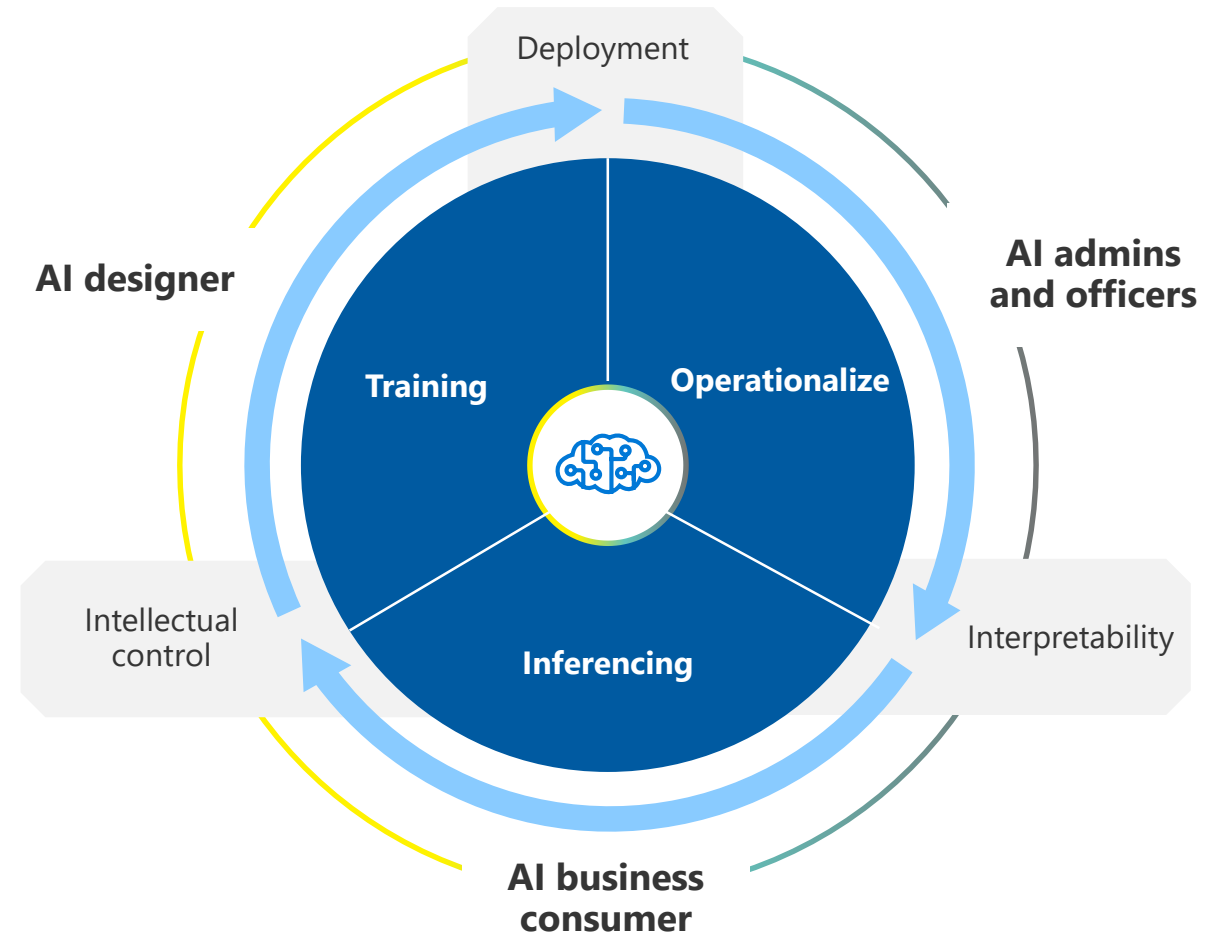 Deployment
AI designer
AI admins
and officers
Training
Operationalize
Intellectual
control
Interpretability
Inferencing
AI business
consumer